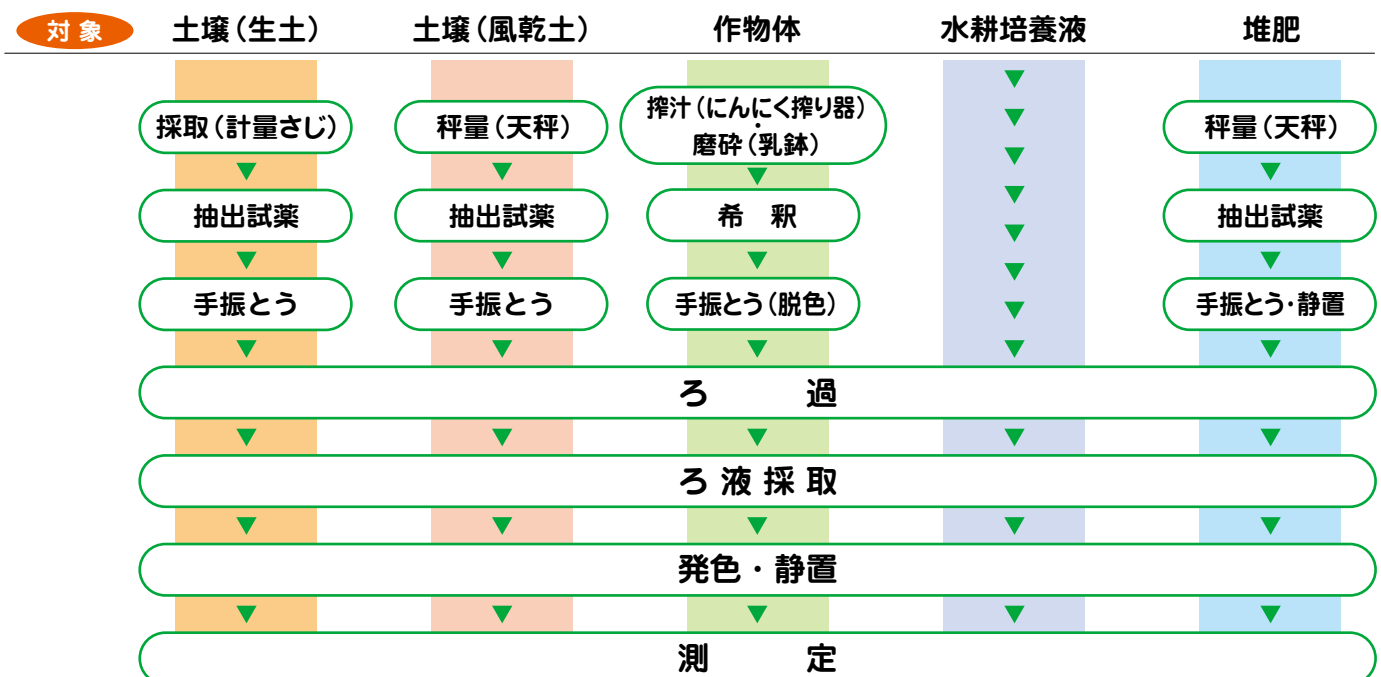 対象 土壌（生土） 土壌（風乾土） 作物体 水耕培養液 堆肥
採取（計量さじ） 秤量（天秤） 搾汁（にんにく搾り器） 秤量（天秤）
・
磨砕（乳鉢）
抽出試薬 抽出試薬 希 釈 抽出試薬
手振とう 手振とう 手振とう（脱色） 手振とう・静置
ろ 過
ろ液採取
発色・静置
測 定